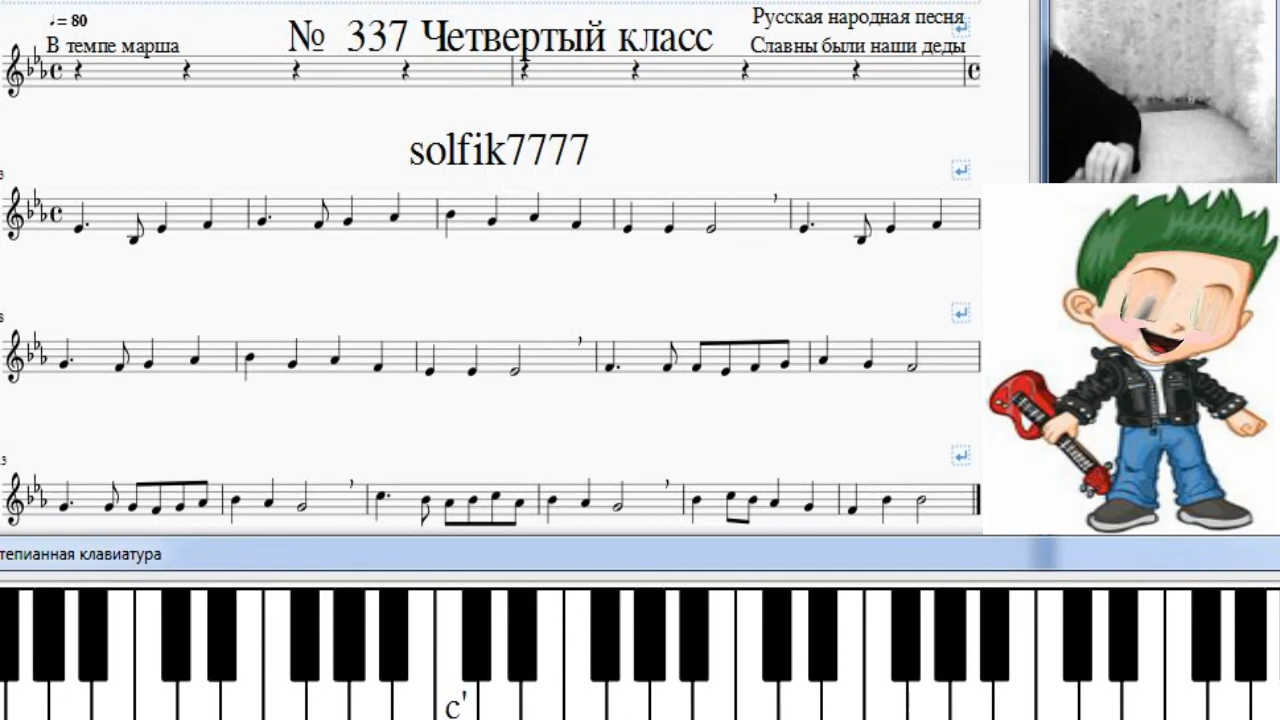 ♩= 80
В темпе марша
№ 337 Четвертый класс
Русская народная песня
Славны были наши деды
solfik7777
тепианная клавиатура
c'